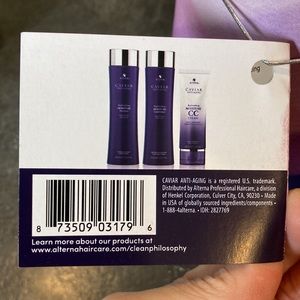 CAVIAR
CAVIAR
CC
CAVIAR ANTI-AGING is a registered U.S. trademark.
Distributed by Alterna Professional Haircare, a division
of Henkel Corporation, Culver City, CA, 90230 • Made
in USA of globally sourced ingredients/components •
1-888-4alterna. • IDH: 2827769
8 73509 03179 6
Learn more about our products at
www.alternahaircare.com/cleanphilosophy